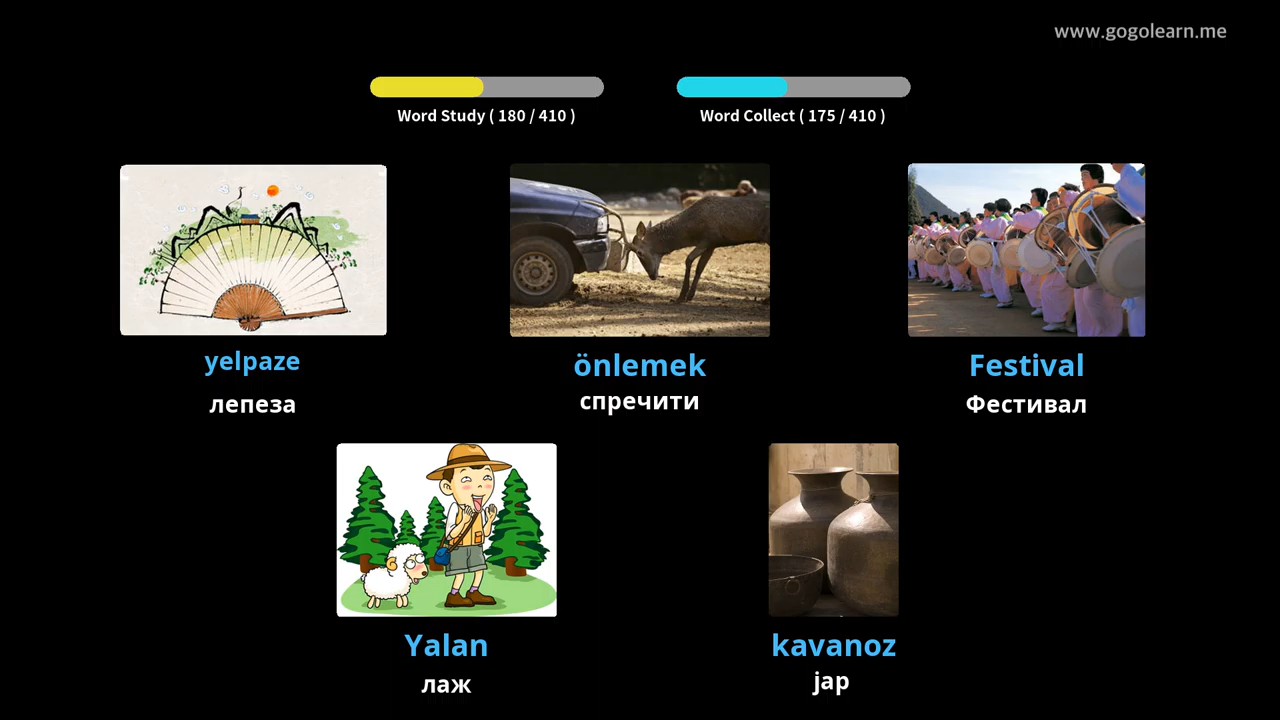 www.gogolearn.me
Word Study ( 180 / 410 )
Word Collect ( 175 / 410 )
yelpaze
лепеза
önlemek
спречити
Festival
Фестивал
Yalan
лаж
kavanoz
јар